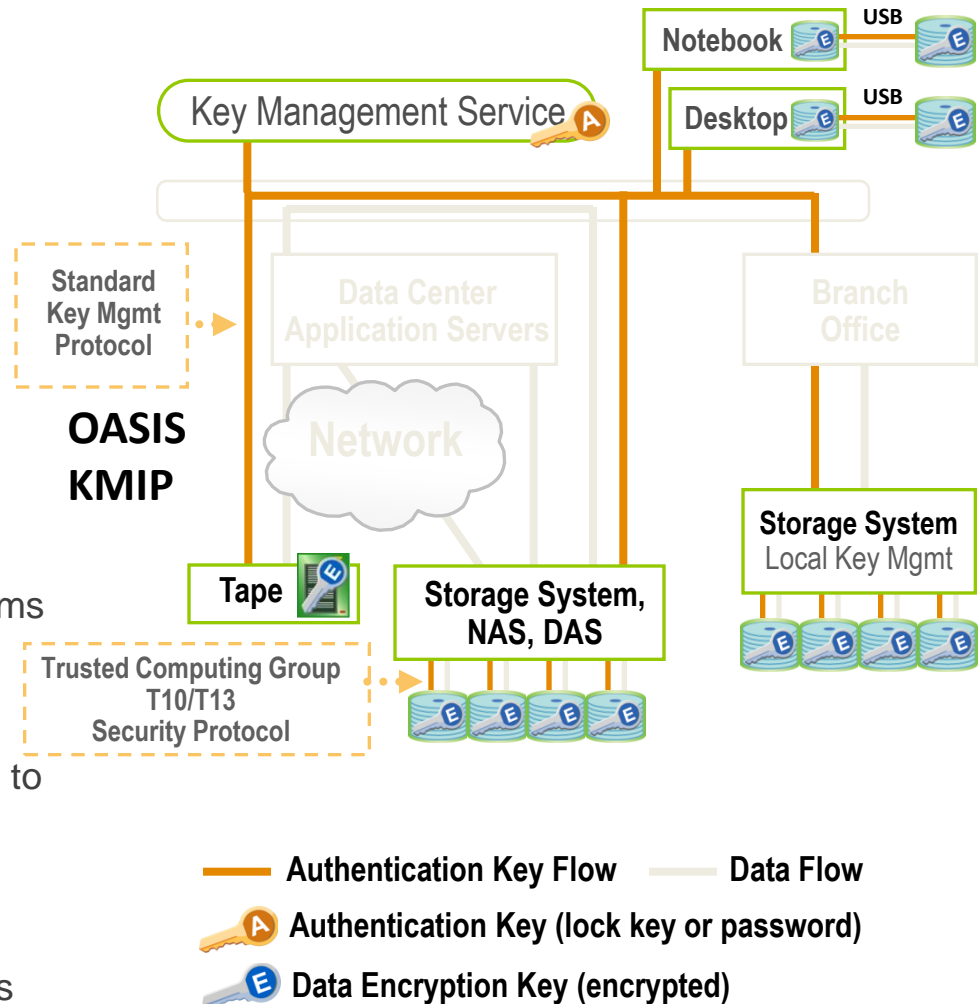 USB
Notebook
E
E
Key Management Service
A
USB
Desktop
E
E
Standard
Key Mgmt
Protocol
Data Center
Application Servers
Branch
Office
OASIS
KMIP
Network
Tape
E
Storage System,
NAS, DAS
Storage System
Local Key Mgmt
E
E
E
E
ms
Trusted Computing Group
T10/T13
Security Protocol
E
E
E
E
to
Authentication Key Flow
Data Flow
A
Authentication Key (lock key or password)
s
E
Data Encryption Key (encrypted)